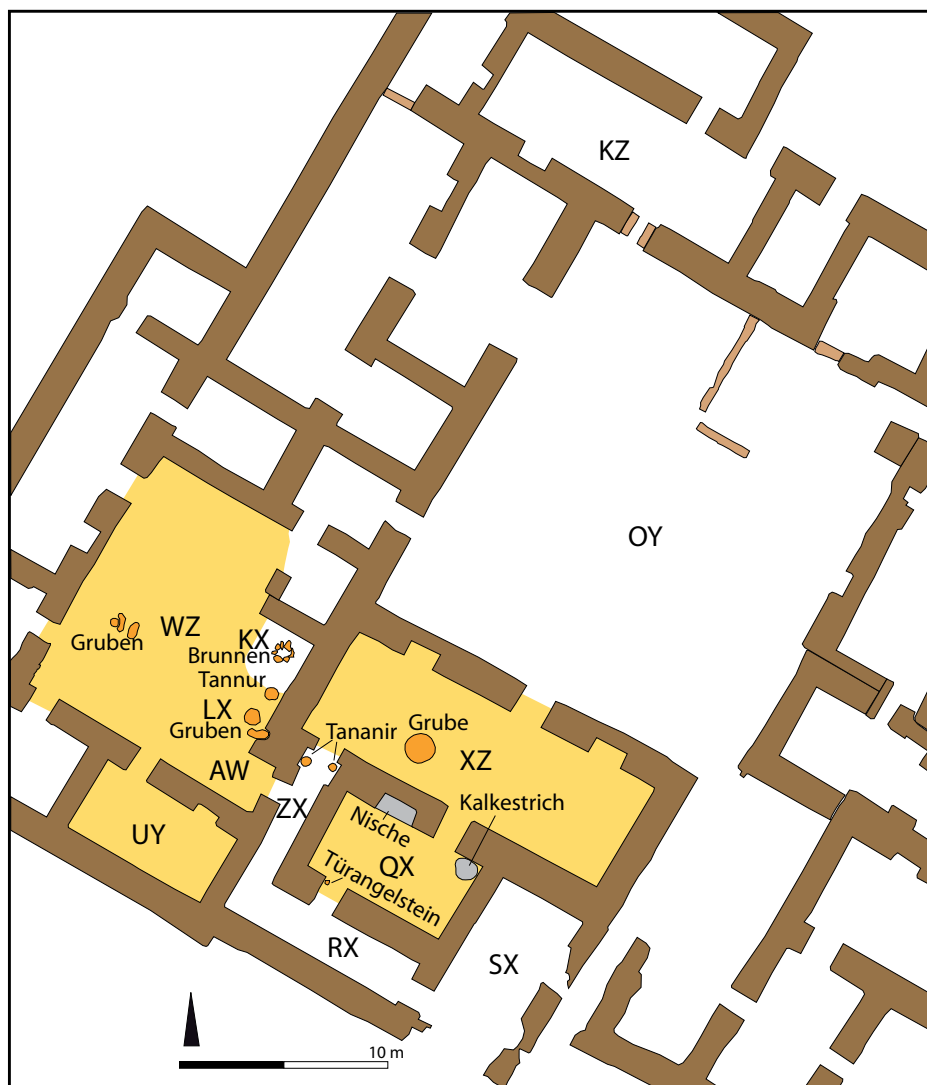 KZ
OY
WZ
Gruben
KX
Brunnen
Tannur
LX
Gruben
AW
Tananir
Grube
XZ
ZX
Kalkestrich
Nische
UY
QX
Türangelstein
RX
SX
10 m